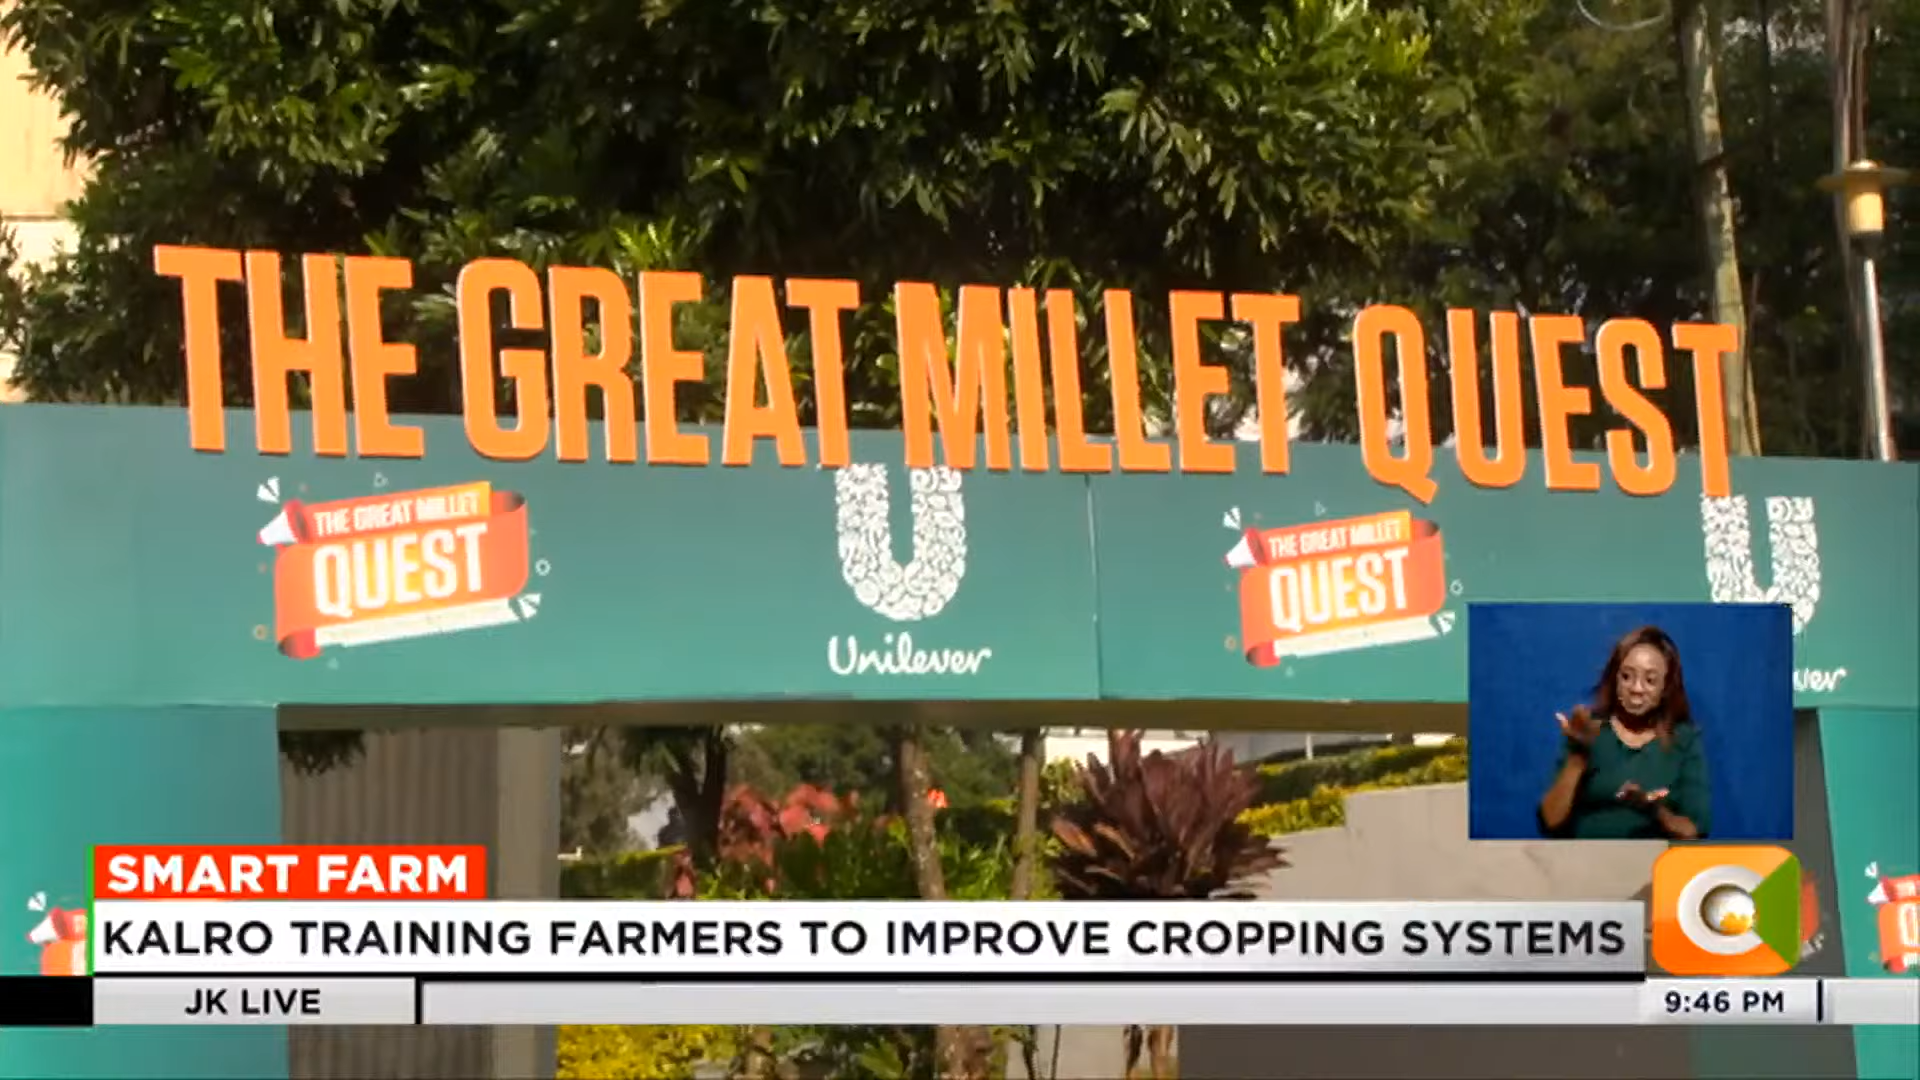 THE GREAT MILLET QUEST
THE GREAT MILLET
QUEST
Unilever
THE GREAT MILLET
QUEST
SMART FARM
KALRO TRAINING FARMERS TO IMPROVE CROPPING SYSTEMS
JK LIVE
9:46 PM